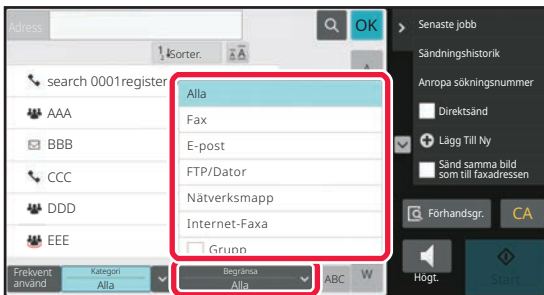 Adress
OK
Senaste jobb
1 Sorter.
A A
A
Sändningshistorik
search 0001register
Anropa sökningsnummer
Alla
AAA
Fax
Direktsänd
BBB
E-post
Lägg Till Ny
CCC
FTP/Dator
Sänd samma bild
som till faxadressen
DDD
Nätverksmapp
Internet-Faxa
Förhandsgr.
CA
EEE
Grupp
Frekvent
använd
Kategori
Alla
Begränsa
Alla
ABC
W
Högt.
Start